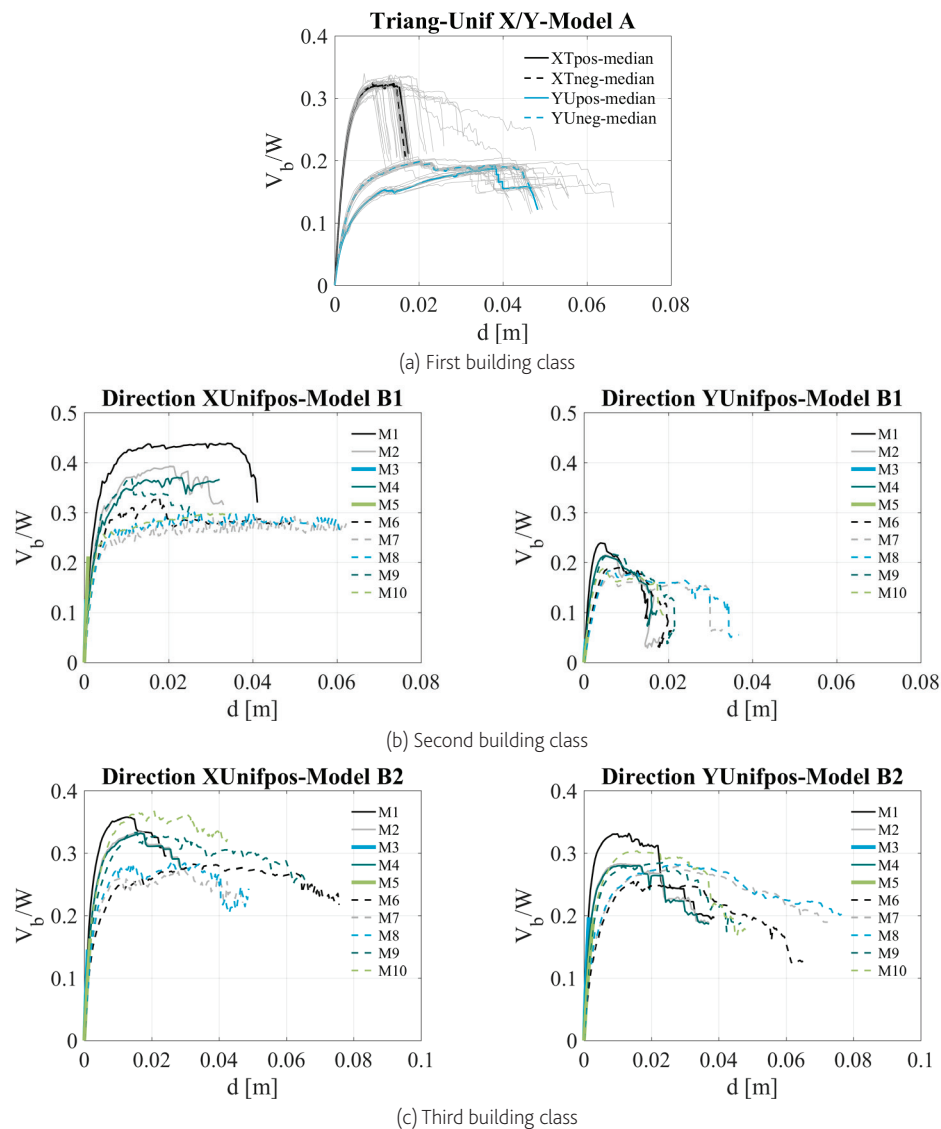 Triang-Unif X/Y-Model A
0.4
0.3
0.2
0.1
0
V_b/W
XTpos-median
XTneg-median
YUpos-median
YUneg-median
0 0.02 0.04 0.06 0.08
d [m]
(a) First building class
Direction XUnifpos-Model B1
0.5
0.4
0.3
0.2
0.1
0
V_b/W
M1
M2
M3
M4
M5
M6
M7
M8
M9
M10
0 0.02 0.04 0.06 0.08
d [m]
Direction YUnifpos-Model B1
0.5
0.4
0.3
0.2
0.1
0
V_b/W
M1
M2
M3
M4
M5
M6
M7
M8
M9
M10
0 0.02 0.04 0.06 0.08
d [m]
(b) Second building class
Direction XUnifpos-Model B2
0.4
0.3
0.2
0.1
0
V_b/W
M1
M2
M3
M4
M5
M6
M7
M8
M9
M10
0 0.02 0.04 0.06 0.08 0.1
d [m]
Direction YUnifpos-Model B2
0.4
0.3
0.2
0.1
0
V_b/W
M1
M2
M3
M4
M5
M6
M7
M8
M9
M10
0 0.02 0.04 0.06 0.08 0.1
d [m]
(c) Third building class